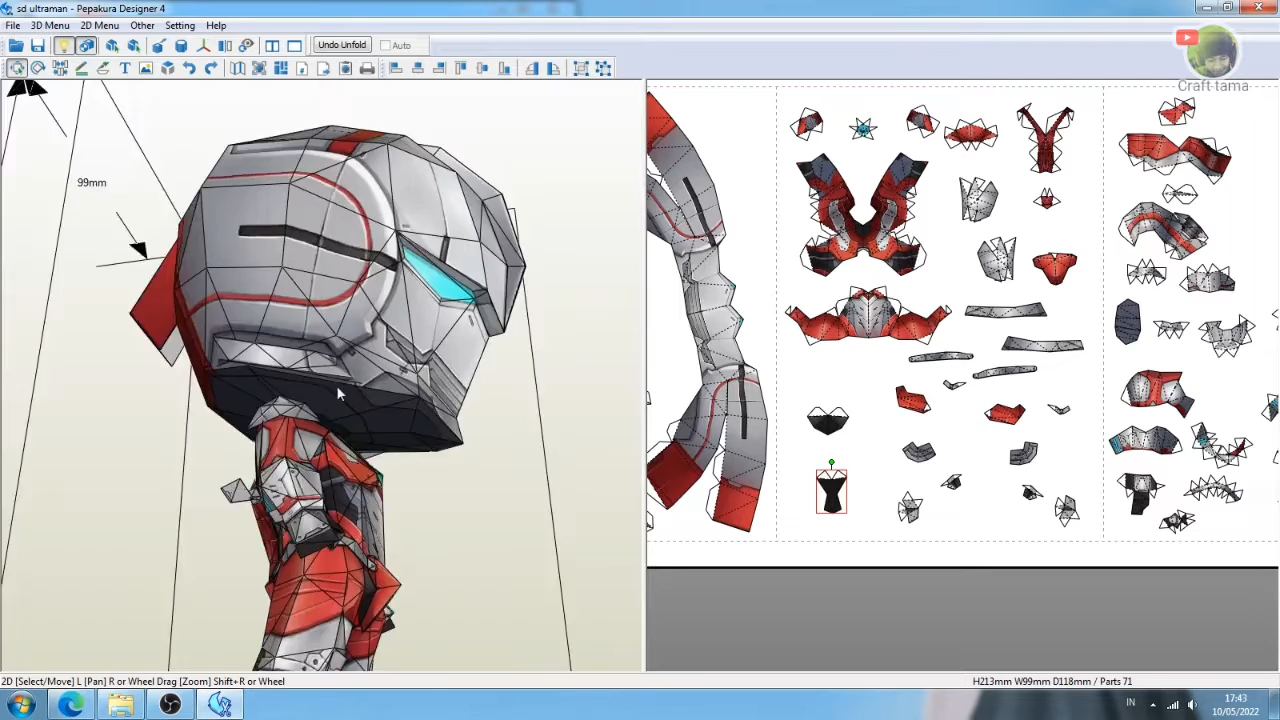 sd ultraman - Pepakura Designer 4
File 3D Menu 2D Menu Other Setting Help
Undo Unfold Auto
Craft tama
99mm
2D [Select/Move] L [Pan] R or Wheel Drag [Zoom] Shift+R or Wheel
H213mm W99mm D118mm / Parts 71
IN
17:43
10/05/2022